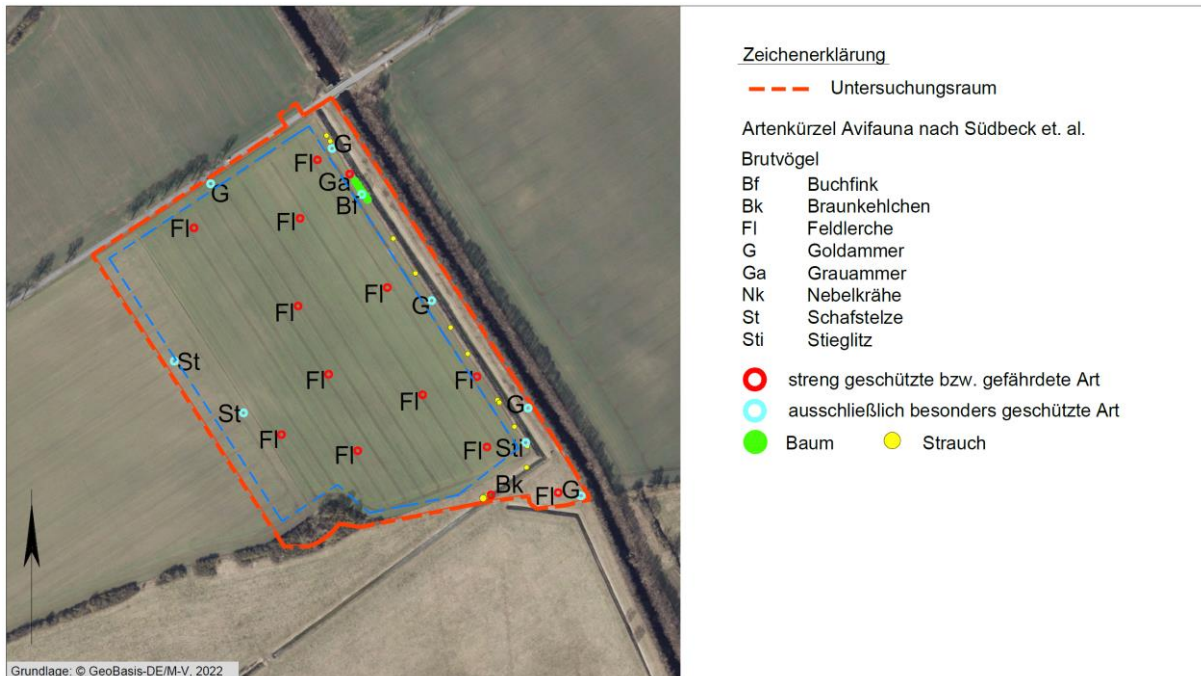 G
Fl
Ga
G
Bf
Fl
Fl
Fl
G
Fl
St
Fl
Fl
Fl
G
St
Fl
Fl
Fl
Sti
Bk
Fl
G
Grundlage: © GeoBasis-DE/M-V, 2022
Zeichenerklärung
Untersuchungsraum
Artenkürzel Avifauna nach Südbeck et. al.
Brutvögel
Bf Buchfink
Bk Braunkehlchen
Fl Feldlerche
G Goldammer
Ga Grauammer
Nk Nebelkrähe
St Schafstelze
Sti Stieglitz
streng geschützte bzw. gefährdete Art
ausschließlich besonders geschützte Art
Baum Strauch